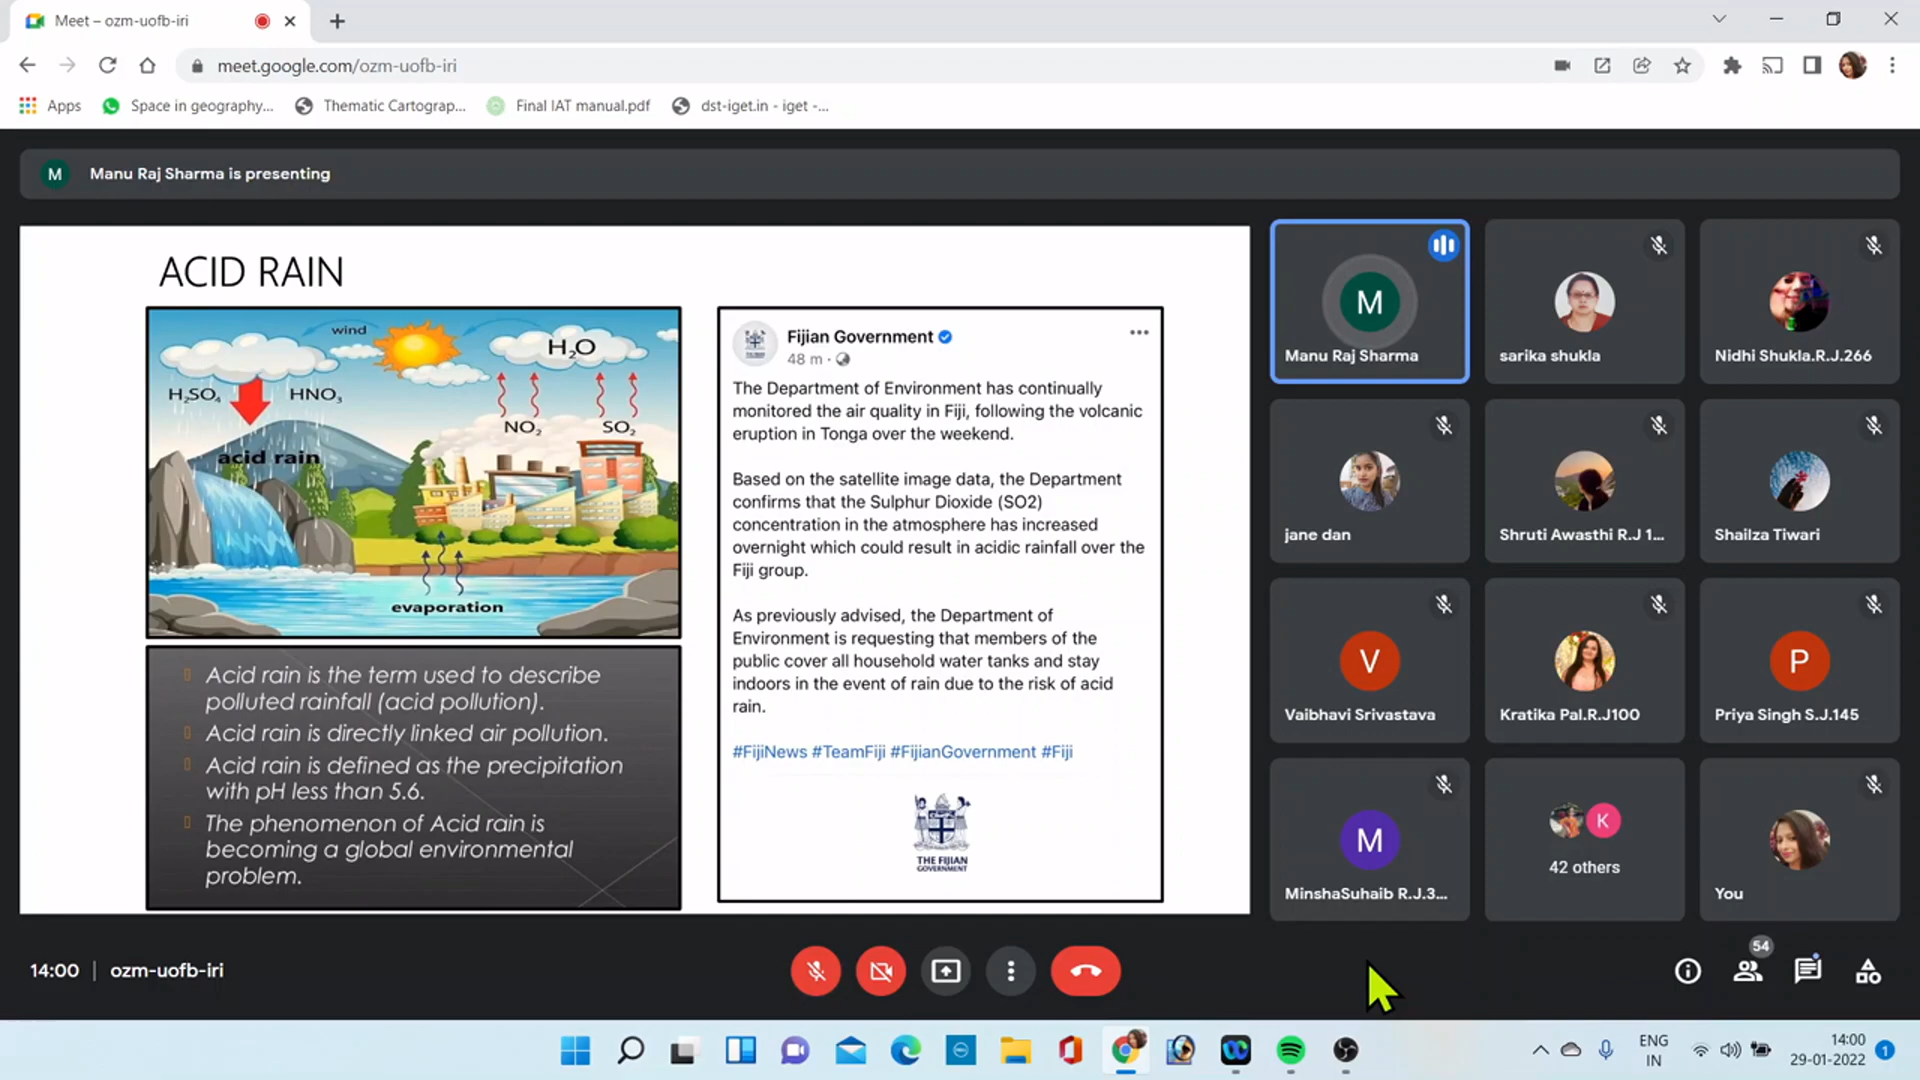 Meet – ozm-uofb-iri
meet.google.com/ozm-uofb-iri
Apps
Space in geography...
Thematic Cartograp...
Final IAT manual.pdf
dst-iget.in - iget -...
M
Manu Raj Sharma is presenting
ACID RAIN
wind
H2O
H2SO4
HNO3
NO2
SO2
acid rain
evaporation
Acid rain is the term used to describe
polluted rainfall (acid pollution).
Acid rain is directly linked air pollution.
Acid rain is defined as the precipitation
with pH less than 5.6.
The phenomenon of Acid rain is
becoming a global environmental
problem.
Fijian Government
48 m ·
The Department of Environment has continually
monitored the air quality in Fiji, following the volcanic
eruption in Tonga over the weekend.
Based on the satellite image data, the Department
confirms that the Sulphur Dioxide (SO2)
concentration in the atmosphere has increased
overnight which could result in acidic rainfall over the
Fiji group.
As previously advised, the Department of
Environment is requesting that members of the
public cover all household water tanks and stay
indoors in the event of rain due to the risk of acid
rain.
#FijiNews #TeamFiji #FijianGovernment #Fiji
THE FIJIAN
GOVERNMENT
M
Manu Raj Sharma
sarika shukla
Nidhi Shukla.R.J.266
jane dan
Shruti Awasthi R.J 1...
Shailza Tiwari
V
Vaibhavi Srivastava
Kratika Pal.R.J100
P
Priya Singh S.J.145
M
MinshaSuhaib R.J.3...
K
42 others
You
14:00 | ozm-uofb-iri
54
ENG
IN
14:00
29-01-2022
1